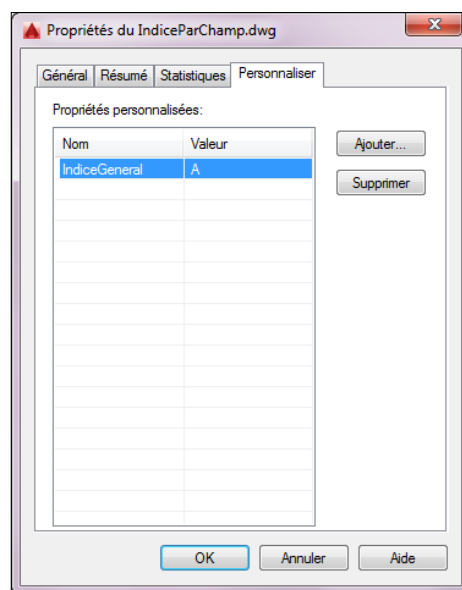 Propriétés du IndiceParChamp.dwg
Général Résumé Statistiques Personnaliser
Propriétés personnalisées:
Nom Valeur Ajouter...
IndiceGeneral A Supprimer
OK Annuler Aide